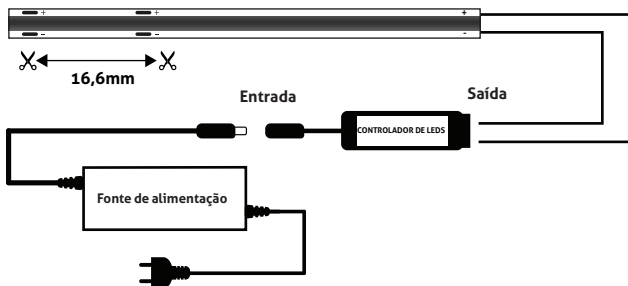 + + +
- - -
16,6mm
Entrada
Saída
CONTROLADOR DE LEDS
Fonte de alimentação